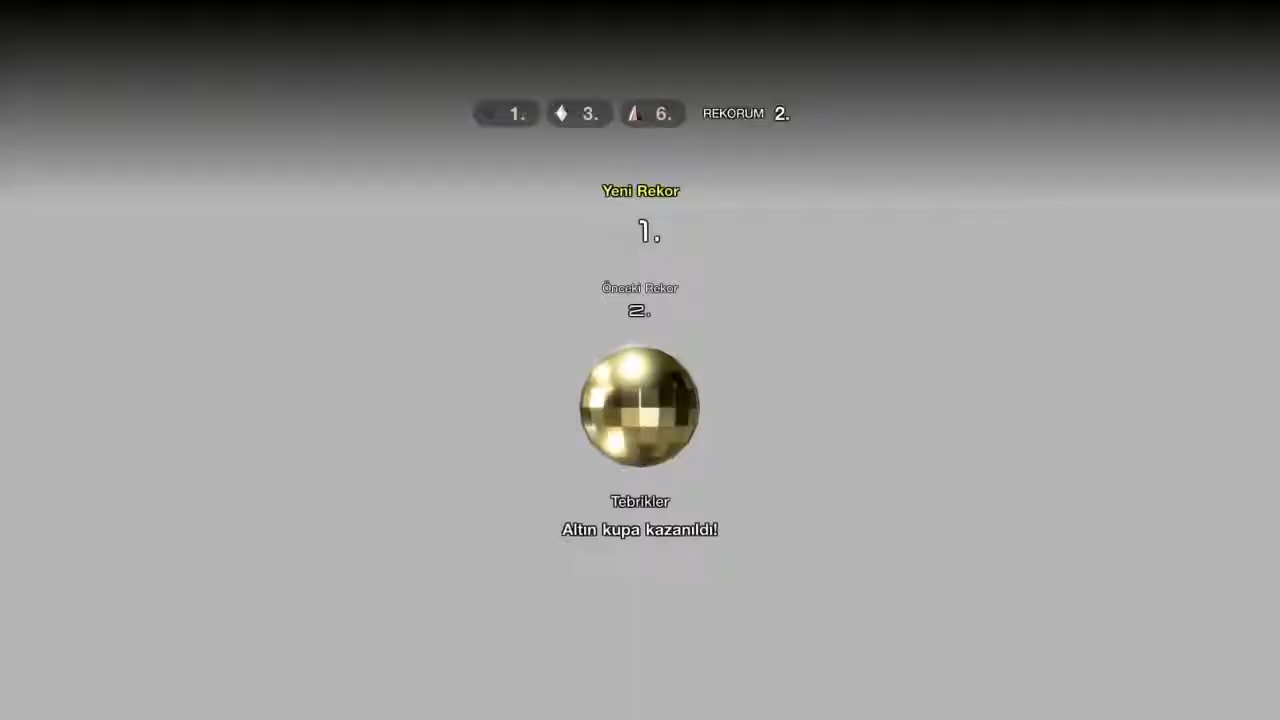 1. 3. 6. REKORUM 2.
Yeni Rekor
1.
Önceki Rekor
2.
Tebrikler
Altın kupa kazanıldı!